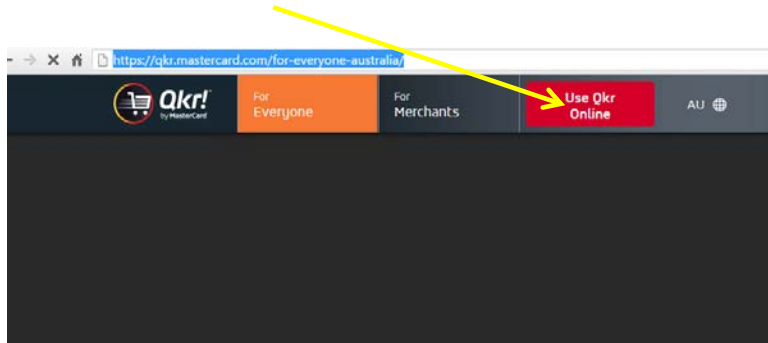 https://qkr.mastercard.com/for-everyone-australia/
Qkr!
by MasterCard
For
Everyone
For
Merchants
Use Qkr
Online
AU